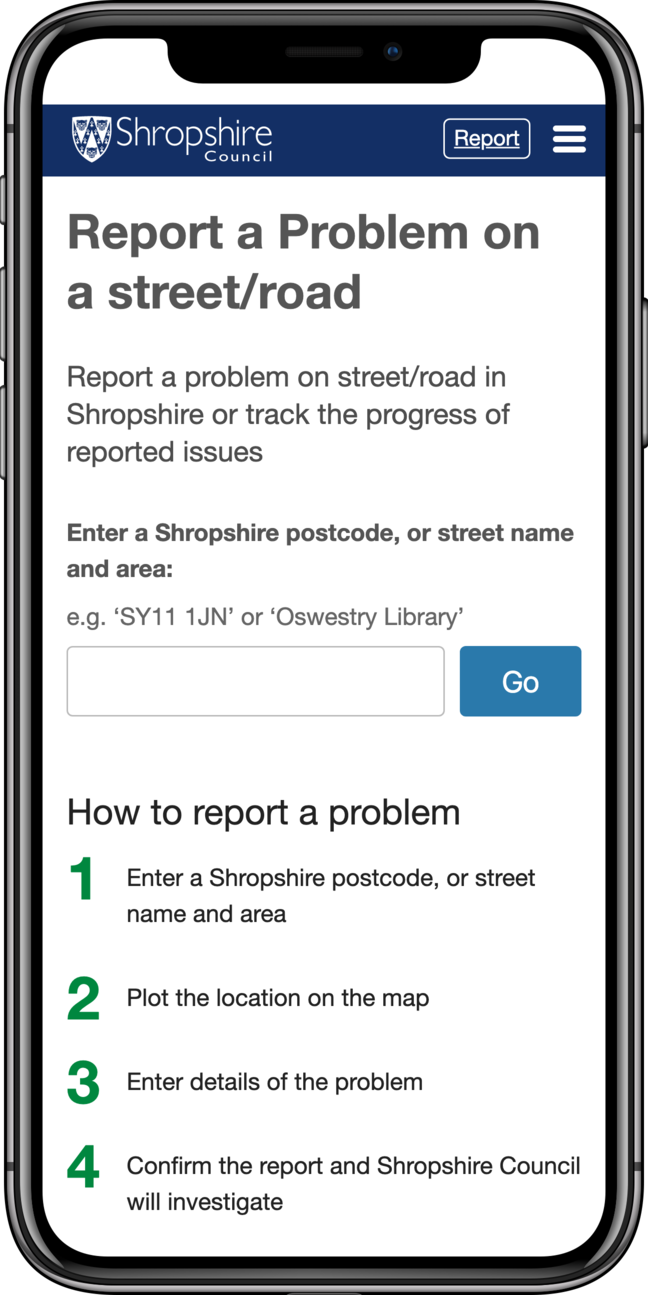 Shropshire
Council
Report
Report a Problem on
a street/road
Report a problem on street/road in
Shropshire or track the progress of
reported issues
Enter a Shropshire postcode, or street name
and area:
e.g. ‘SY11 1JN’ or ‘Oswestry Library’
Go
How to report a problem
1 Enter a Shropshire postcode, or street
name and area
2 Plot the location on the map
3 Enter details of the problem
4 Confirm the report and Shropshire Council
will investigate